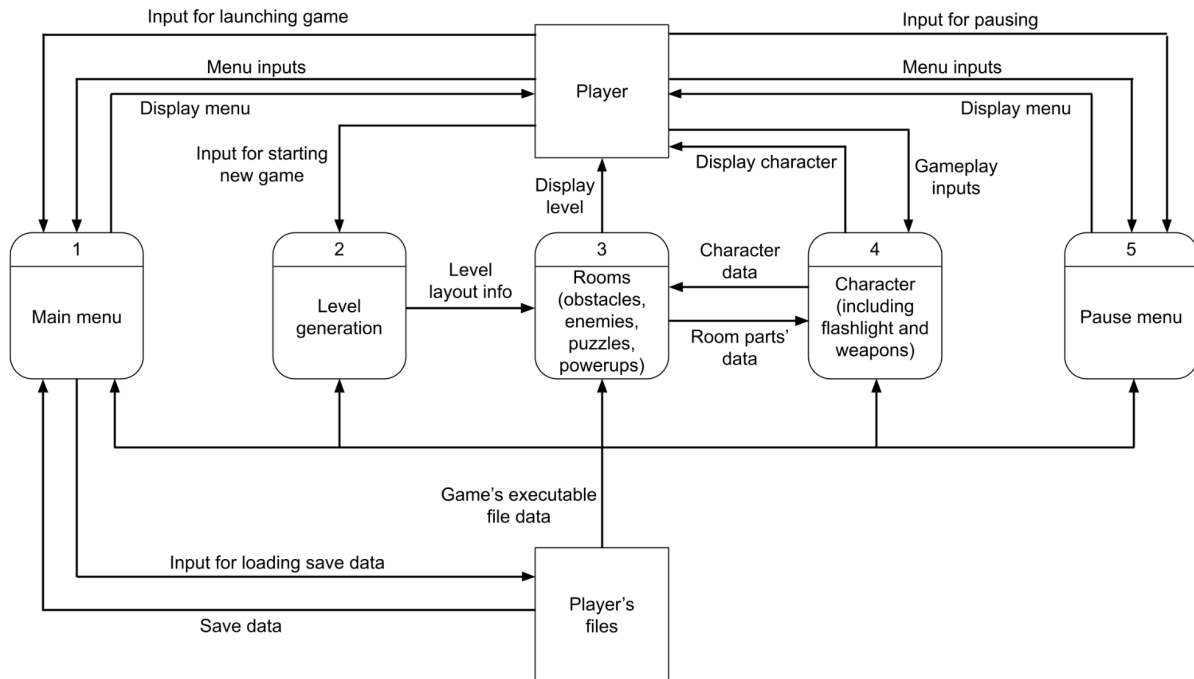 Input for launching game
Input for pausing
Menu inputs
Player
Menu inputs
Display menu
Display menu
Input for starting
new game
Display
level
Display character
Gameplay
inputs
1
Main menu
2
Level
generation
Level
layout info
3
Rooms
(obstacles,
enemies,
puzzles,
powerups)
Character
data
Room parts’
data
4
Character
(including
flashlight and
weapons)
5
Pause menu
Game’s executable
file data
Input for loading save data
Save data
Player’s
files